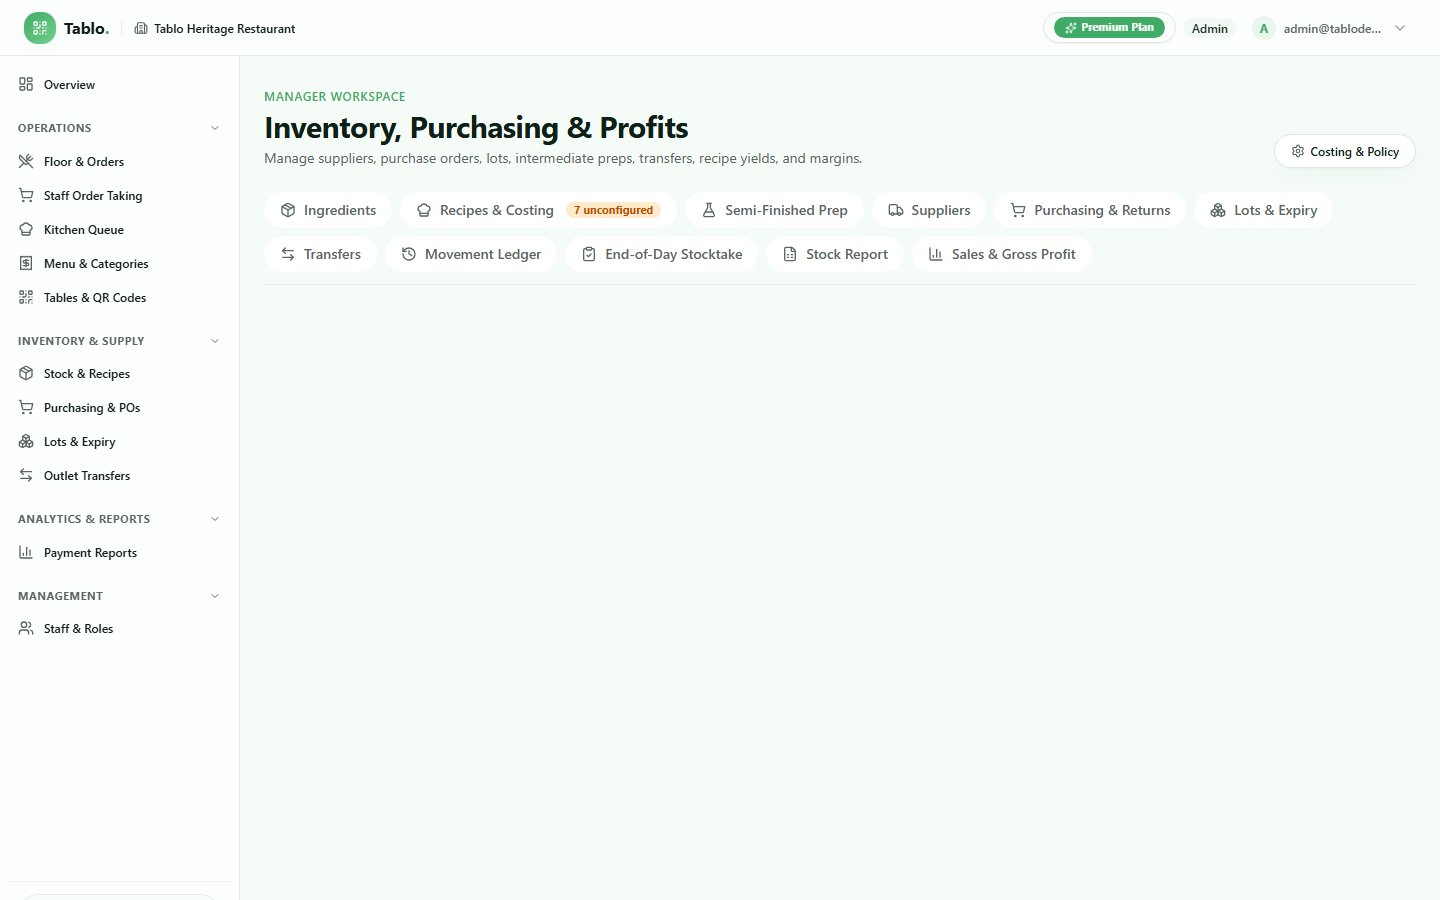 Tablo.
Tablo Heritage Restaurant
Premium Plan
Admin
A
admin@tablode...
Overview
OPERATIONS
Floor & Orders
Staff Order Taking
Kitchen Queue
Menu & Categories
Tables & QR Codes
INVENTORY & SUPPLY
Stock & Recipes
Purchasing & POs
Lots & Expiry
Outlet Transfers
ANALYTICS & REPORTS
Payment Reports
MANAGEMENT
Staff & Roles
MANAGER WORKSPACE
Inventory, Purchasing & Profits
Manage suppliers, purchase orders, lots, intermediate preps, transfers, recipe yields, and margins.
Costing & Policy
Ingredients
Recipes & Costing
7 unconfigured
Semi-Finished Prep
Suppliers
Purchasing & Returns
Lots & Expiry
Transfers
Movement Ledger
End-of-Day Stocktake
Stock Report
Sales & Gross Profit